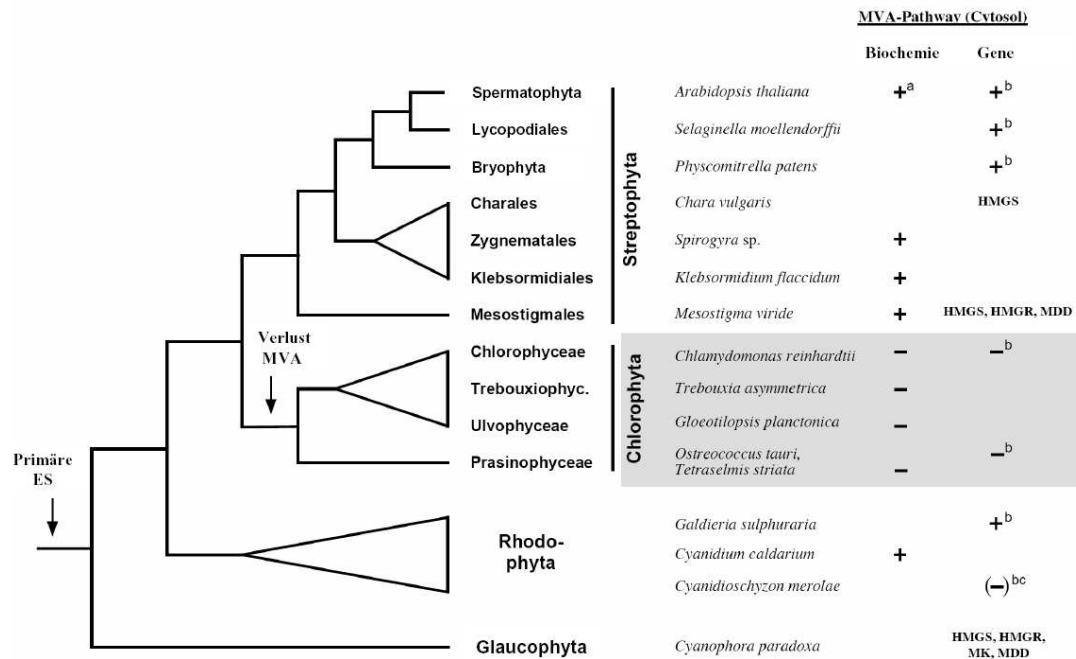 MVA-Pathway (Cytosol)
Biochemie Gene
Spermatophyta Arabidopsis thaliana +a +b
Lycopodiales Selaginella moellendorffii +b
Bryophyta Physcomitrella patens +b
Charales Chara vulgaris HMGS
Zygnematales Spirogyra sp. +
Klebsormidiales Klebsormidium flaccidum +
Mesostigmales Mesostigma viride + HMGS, HMGR, MDD
Streptophyta
Verlust
MVA
Chlorophyceae Chlamydomonas reinhardtii − −b
Trebouxiophyc. Trebouxia asymmetrica −
Ulvophyceae Gloeotilopsis planctonica −
Prasinophyceae Ostreococcus tauri, −b
Tetraselmis striata −
Chlorophyta
Primäre
ES
Rhodo-
phyta
Galdieria sulphuraria +b
Cyanidium caldarium +
Cyanidioschyzon merolae (−)bc
Glaucophyta Cyanophora paradoxa HMGS, HMGR,
MK, MDD